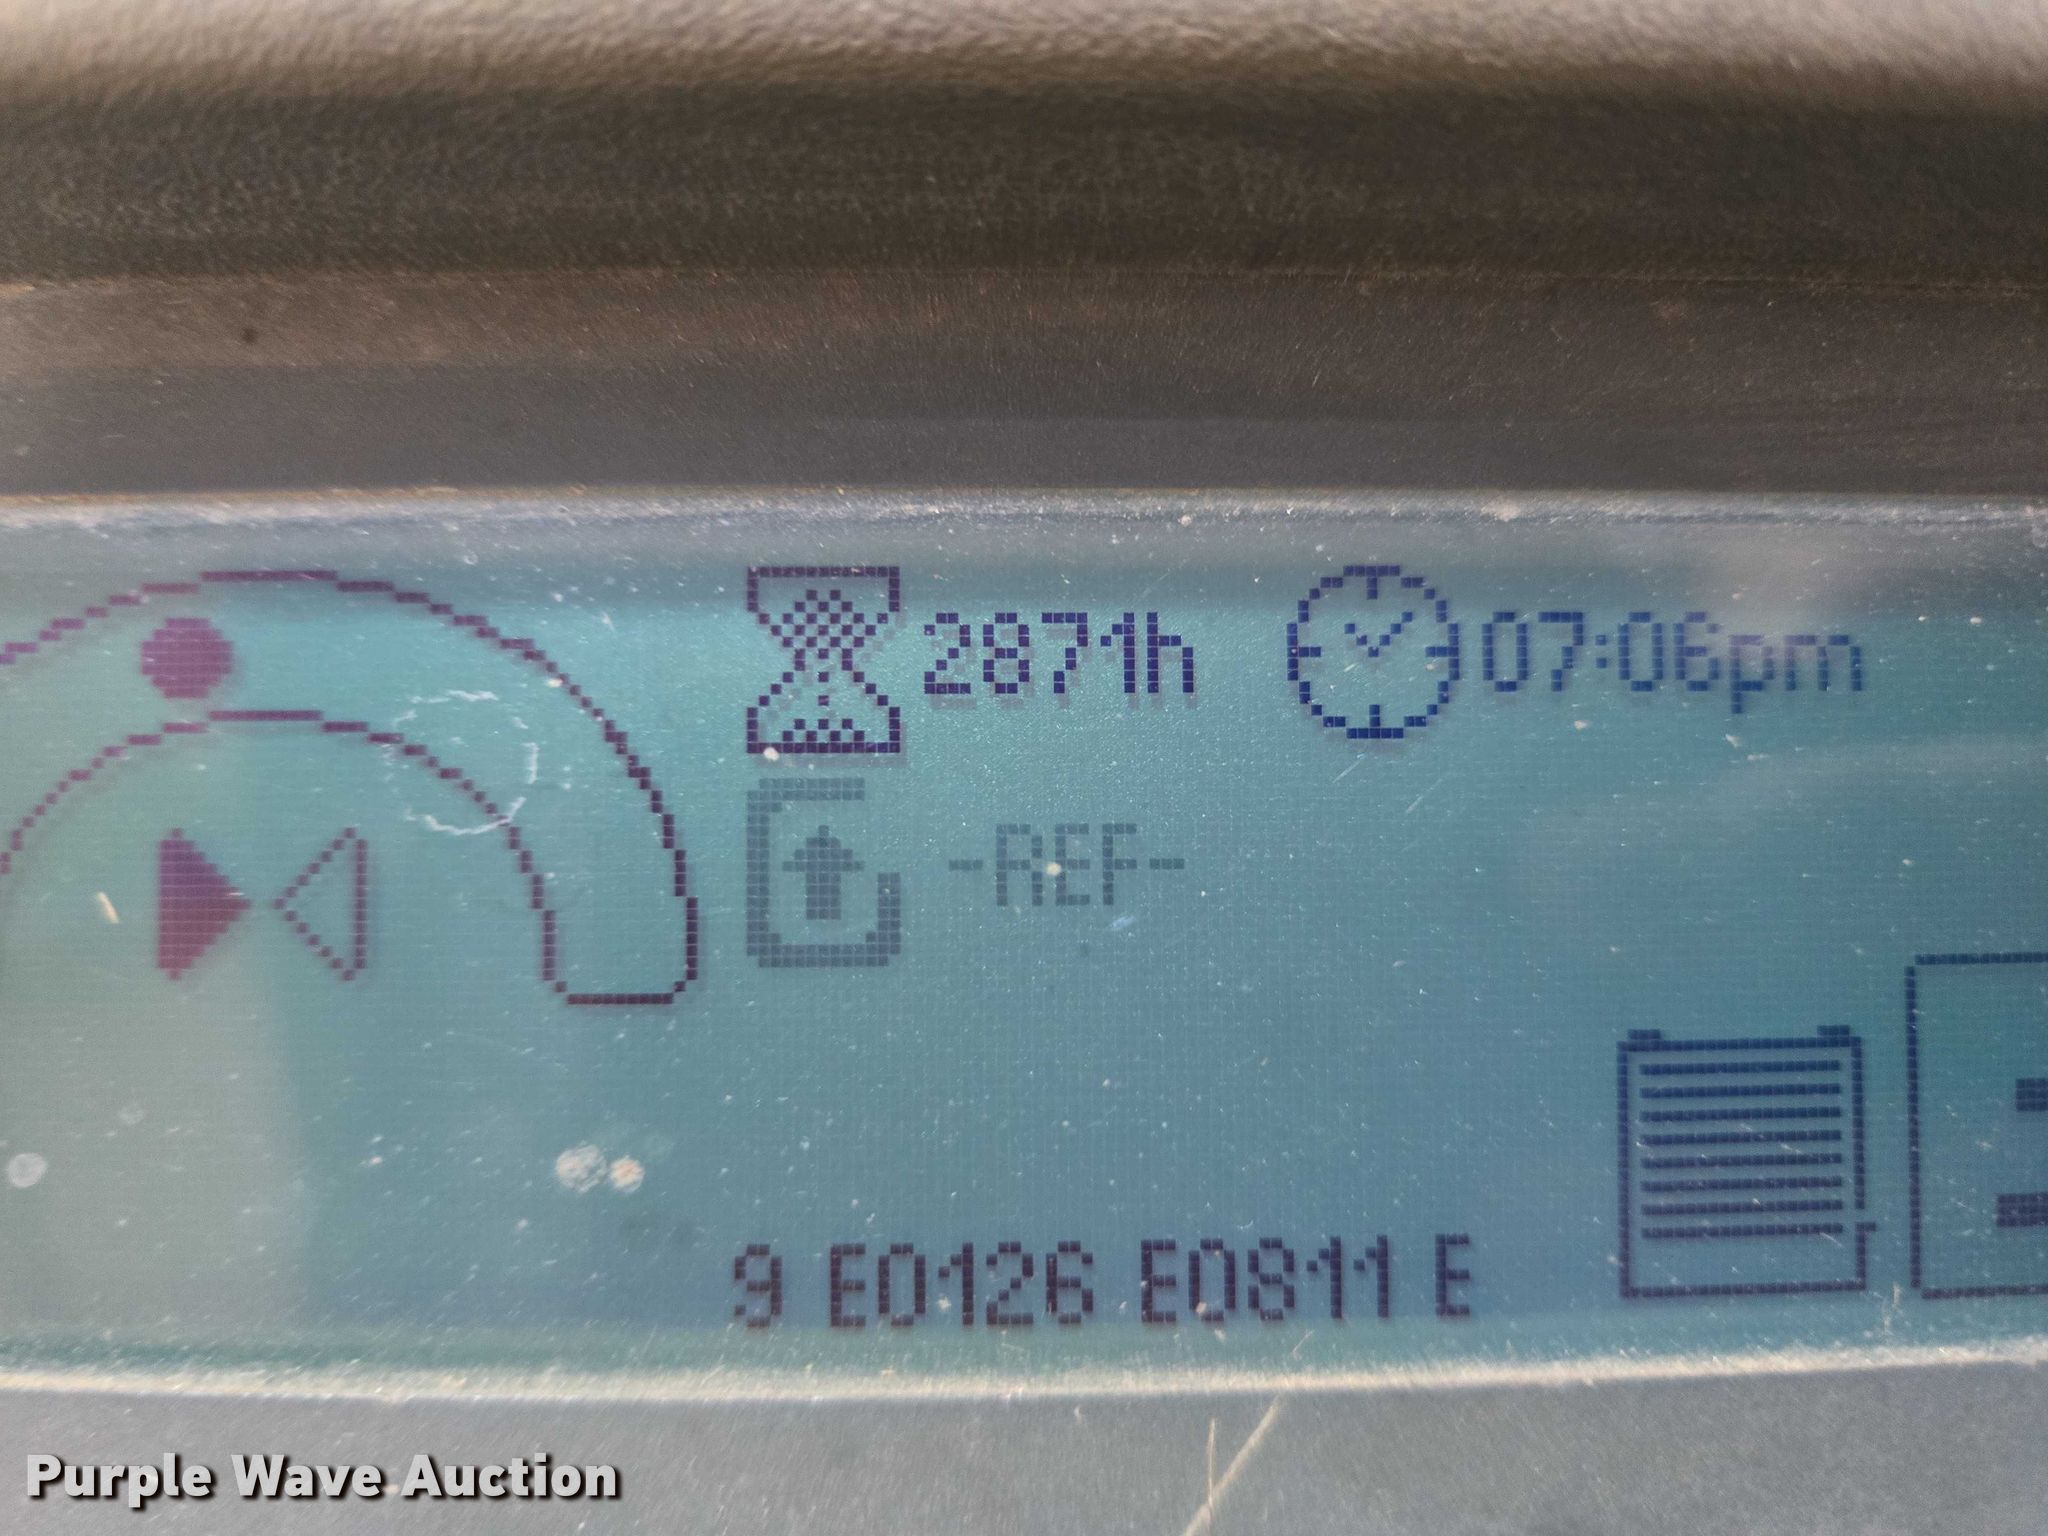 2871h 07:06pm
-REF-
9 E0126 E0811 E
Purple Wave Auction